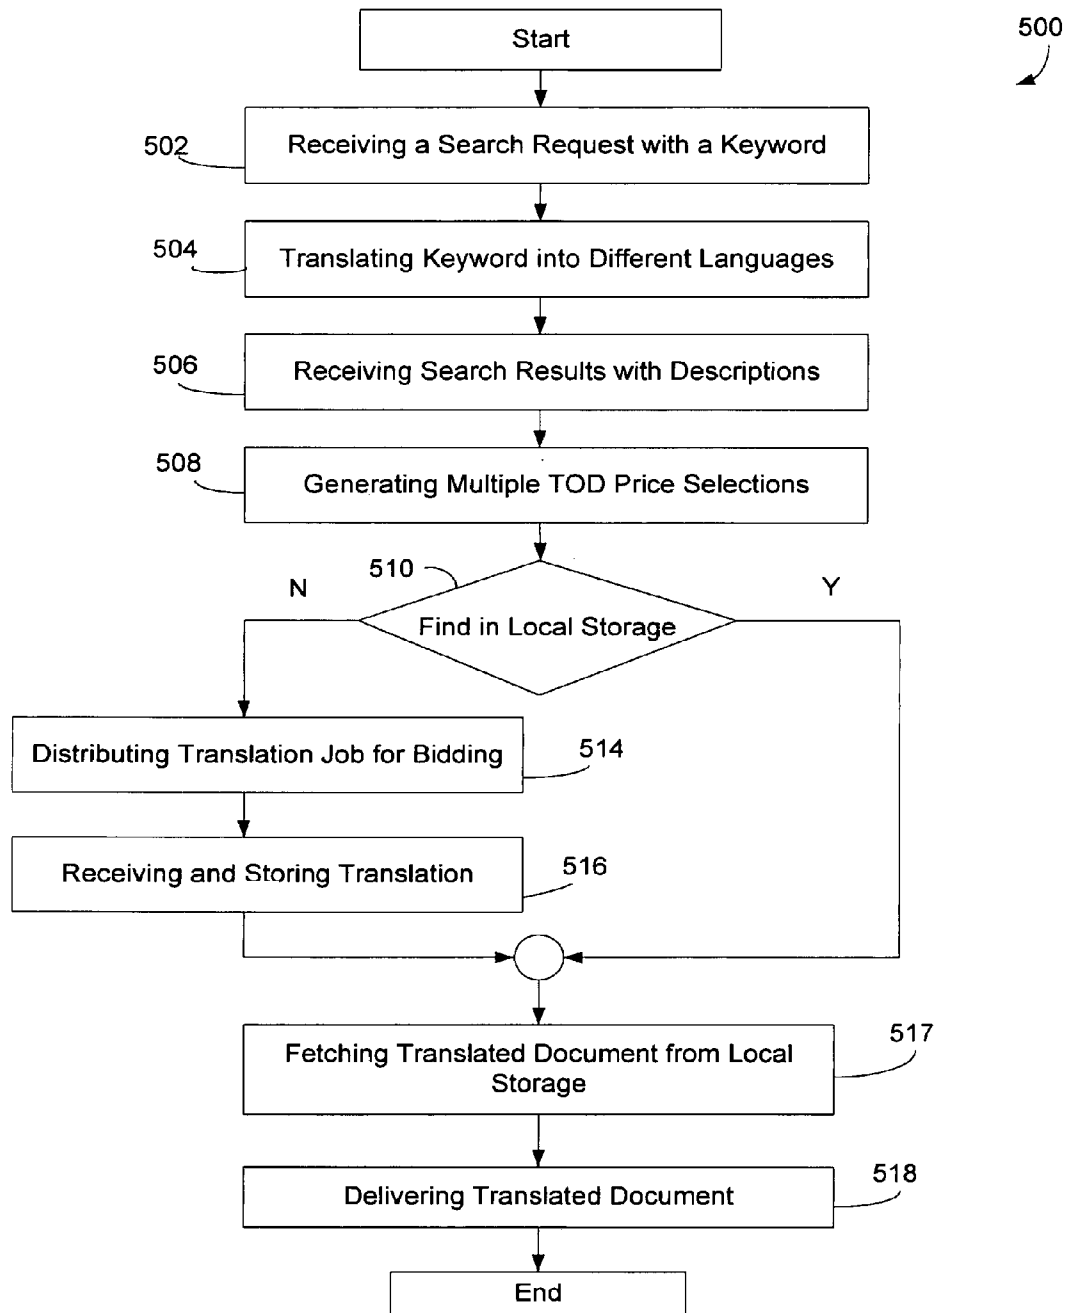 Start
500
502
Receiving a Search Request with a Keyword
504
Translating Keyword into Different Languages
506
Receiving Search Results with Descriptions
508
Generating Multiple TOD Price Selections
510
N
Y
Find in Local Storage
Distributing Translation Job for Bidding
514
Receiving and Storing Translation
516
Fetching Translated Document from Local
Storage
517
Delivering Translated Document
518
End